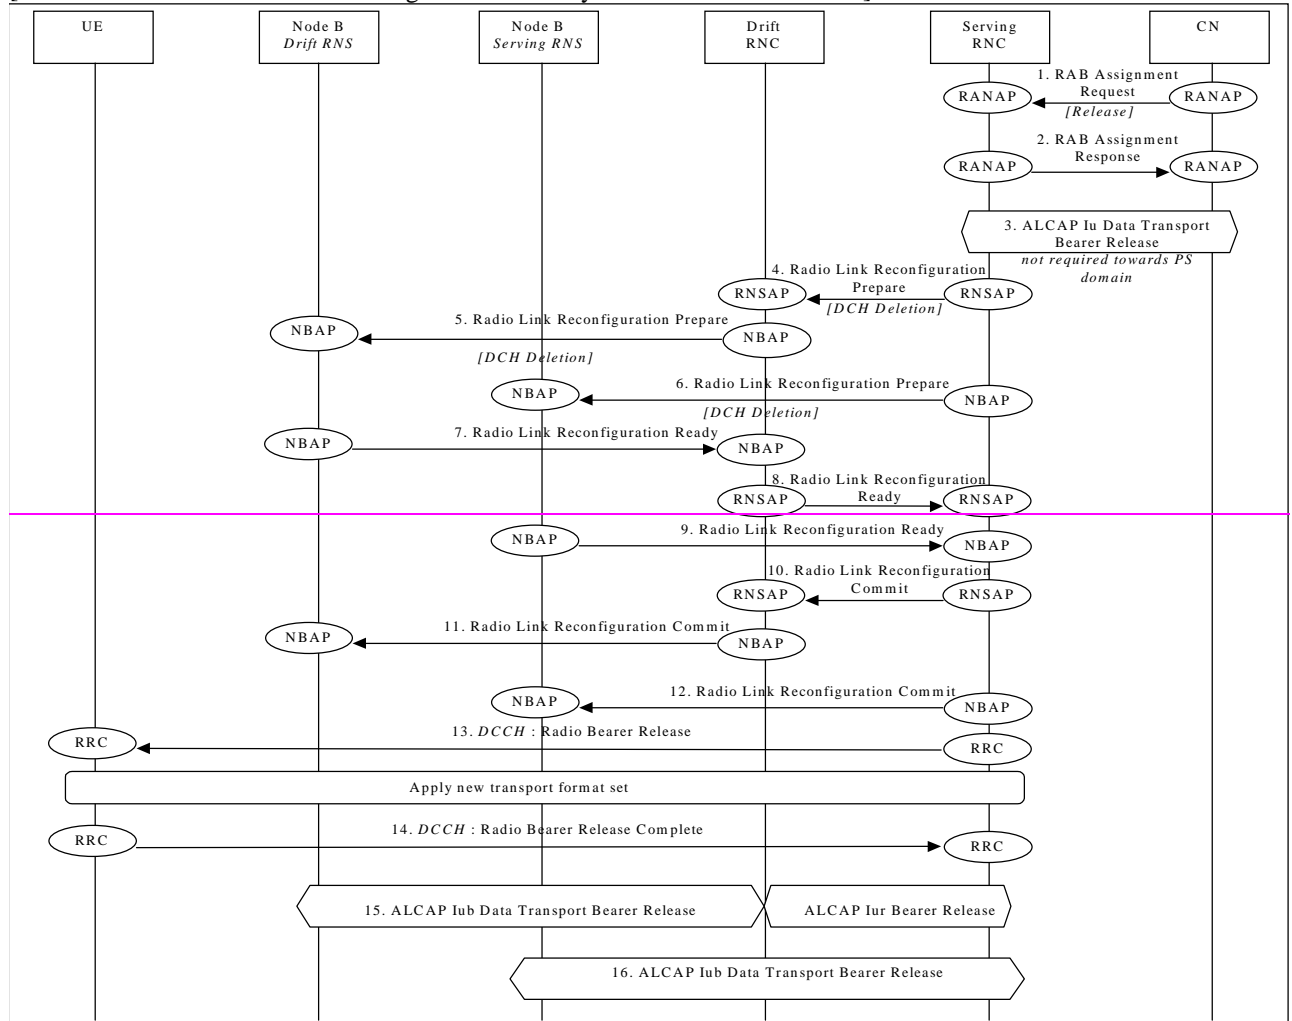 UE
Node B
Drift RNS
Node B
Serving RNS
Drift
RNC
Serving
RNC
CN
1. RAB Assignment
Request
RANAP
RANAP
[Release]
2. RAB Assignment
Response
RANAP
RANAP
3. ALCAP Iu Data Transport
Bearer Release
not required towards PS
domain
4. Radio Link Reconfiguration
Prepare
RNSAP
RNSAP
[DCH Deletion]
5. Radio Link Reconfiguration Prepare
NBAP
NBAP
[DCH Deletion]
6. Radio Link Reconfiguration Prepare
NBAP
NBAP
[DCH Deletion]
7. Radio Link Reconfiguration Ready
NBAP
NBAP
8. Radio Link Reconfiguration
Ready
RNSAP
RNSAP
9. Radio Link Reconfiguration Ready
NBAP
NBAP
10. Radio Link Reconfiguration
Commit
RNSAP
RNSAP
11. Radio Link Reconfiguration Commit
NBAP
NBAP
12. Radio Link Reconfiguration Commit
NBAP
NBAP
13. DCCH : Radio Bearer Release
RRC
RRC
Apply new transport format set
14. DCCH : Radio Bearer Release Complete
RRC
RRC
15. ALCAP Iub Data Transport Bearer Release
ALCAP Iur Bearer Release
16. ALCAP Iub Data Transport Bearer Release